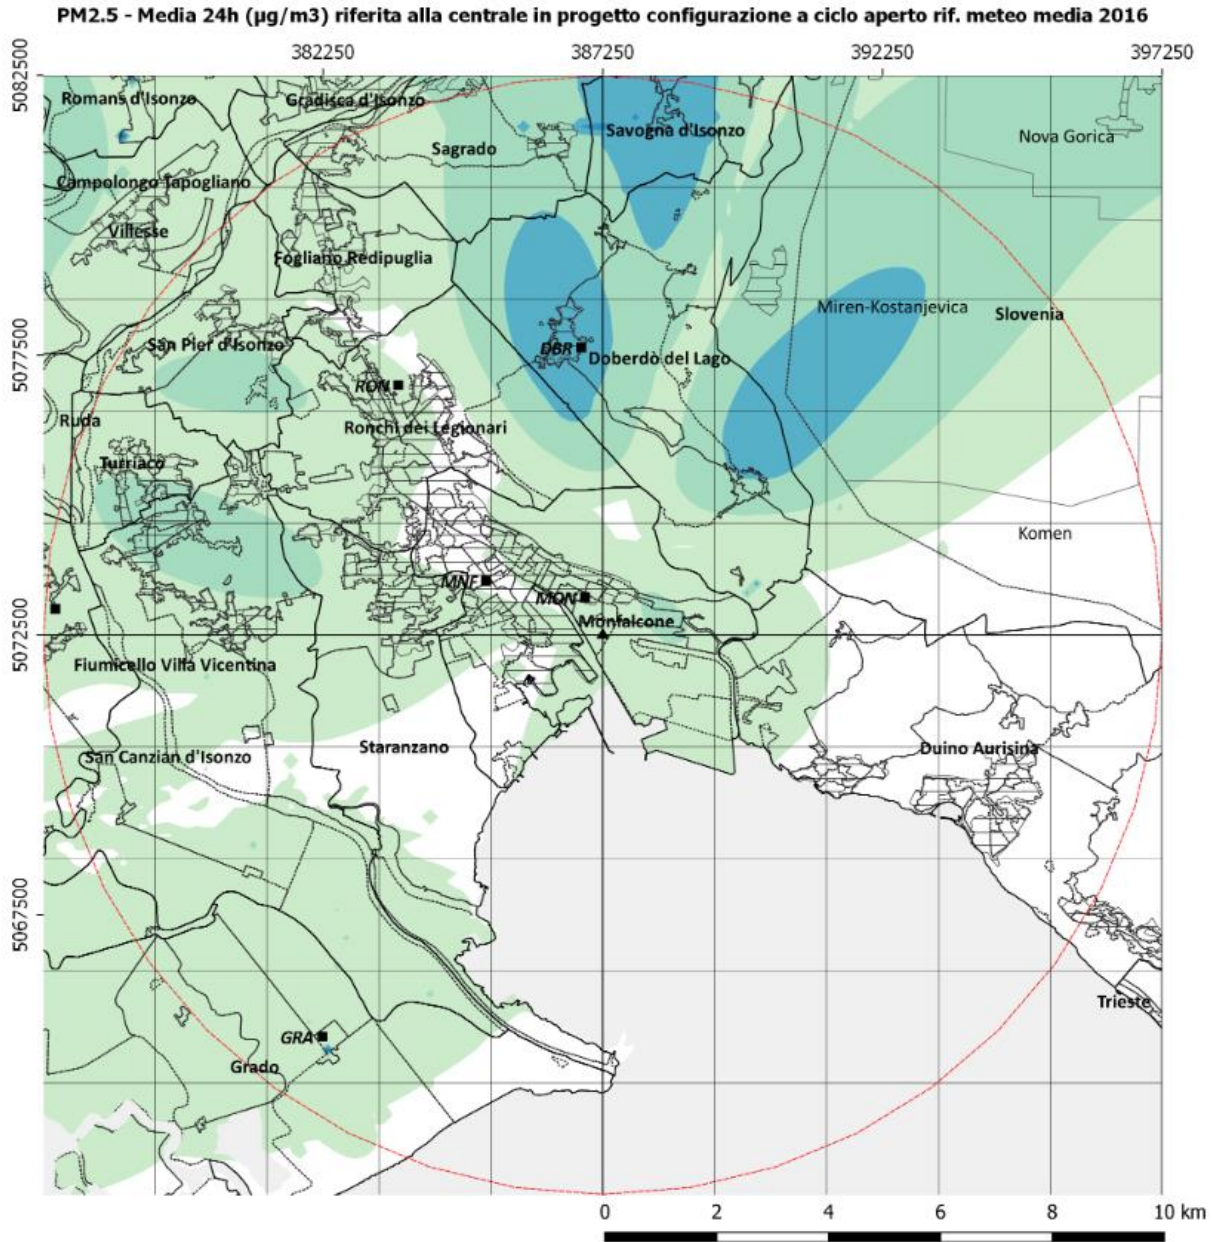 PM2.5 - Media 24h (µg/m3) riferita alla centrale in progetto configurazione a ciclo aperto rif. meteo media 2016
382250 387250 392250 397250
5082500
Romans d'Isonzo
Gradisca d'Isonzo
Savogna d'Isonzo
Nova Gorica
Sagrado
Campolongo Tapogliano
Villesse
Fogliano Redipuglia
Miren-Kostanjevica
Slovenia
5077500
San Pier d'Isonzo
DBR
Doberdò del Lago
RON
Ruda
Ronchi dei Legionari
Turriaco
Komen
MNF
MON
Monfalcone
5072500
Fiumicello Villa Vicentina
Staranzano
Duino Aurisina
San Canzian d'Isonzo
5067500
Trieste
GRA
Grado
0 2 4 6 8 10 km